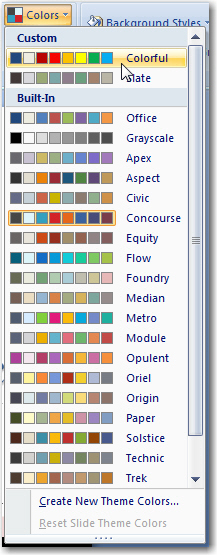 Colors
Background Styles
Custom
Colorful
Slate
Built-In
Office
Grayscale
Apex
Aspect
Civic
Concourse
Equity
Flow
Foundry
Median
Metro
Module
Opulent
Oriel
Origin
Paper
Solstice
Technic
Trek
Create New Theme Colors...
Reset Slide Theme Colors